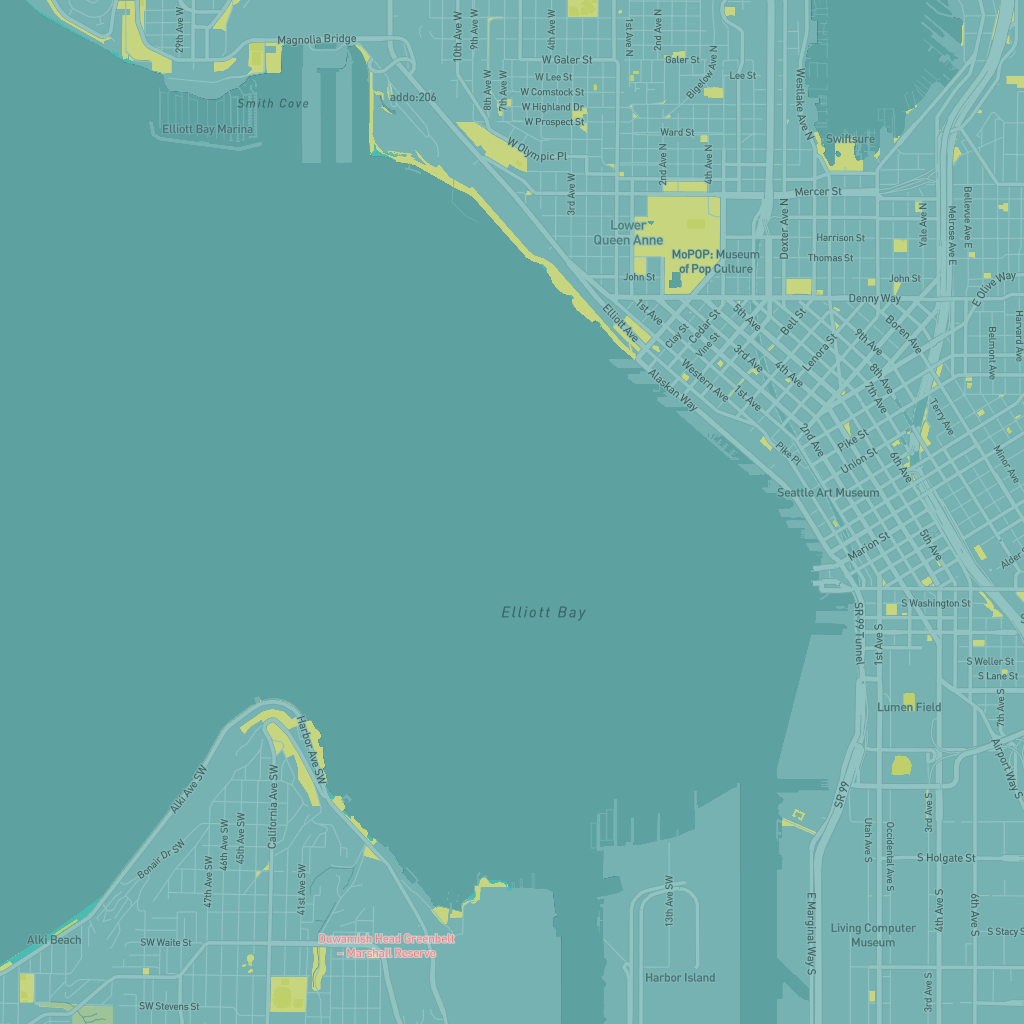 29th Ave W
Magnolia Bridge
10th Ave W
9th Ave W
4th Ave W
1st Ave N
2nd Ave N
W Galer St
Galer St
Bigelow Ave N
Lee St
Westlake Ave N
W Lee St
8th Ave W
7th Ave W
W Comstock St
addo:206
Smith Cove
W Highland Dr
W Prospect St
Elliott Bay Marina
Ward St
Swiftsure
W Olympic Pl
2nd Ave N
4th Ave N
3rd Ave W
Mercer St
Dexter Ave N
Yale Ave N
Melrose Ave E
Bellevue Ave E
Lower
Queen Anne
Harrison St
MoPOP: Museum
of Pop Culture
Thomas St
John St
John St
E Olive Way
Denny Way
Elliott Ave
1st Ave
Clay St
Cedar St
Vine St
5th Ave
Bell St
Lenora St
9th Ave
Boren Ave
Belmont Ave
Harvard Ave
3rd Ave
4th Ave
8th Ave
7th Ave
Western Ave
Alaskan Way
1st Ave
Terry Ave
2nd Ave
Pike St
Pike Pl
Union St
6th Ave
Minor Ave
Seattle Art Museum
Marion St
5th Ave
Alder S
Elliott Bay
S Washington St
S
SR 99 Tunnel
1st Ave S
S Weller St
S Lane St
7th Ave S
Lumen Field
Harbor Ave SW
Airport Way S
Alki Ave SW
SR 99
California Ave SW
3rd Ave S
46th Ave SW
45th Ave SW
Bonair Dr SW
Utah Ave S
Occidental Ave S
S Holgate St
47th Ave SW
41st Ave SW
13th Ave SW
E Marginal Way S
4th Ave S
6th Ave S
Living Computer
Museum
S Stacy S
Alki Beach
SW Waite St
Duwamish Head Greenbelt
– Marshall Reserve
Harbor Island
3rd Ave S
SW Stevens St